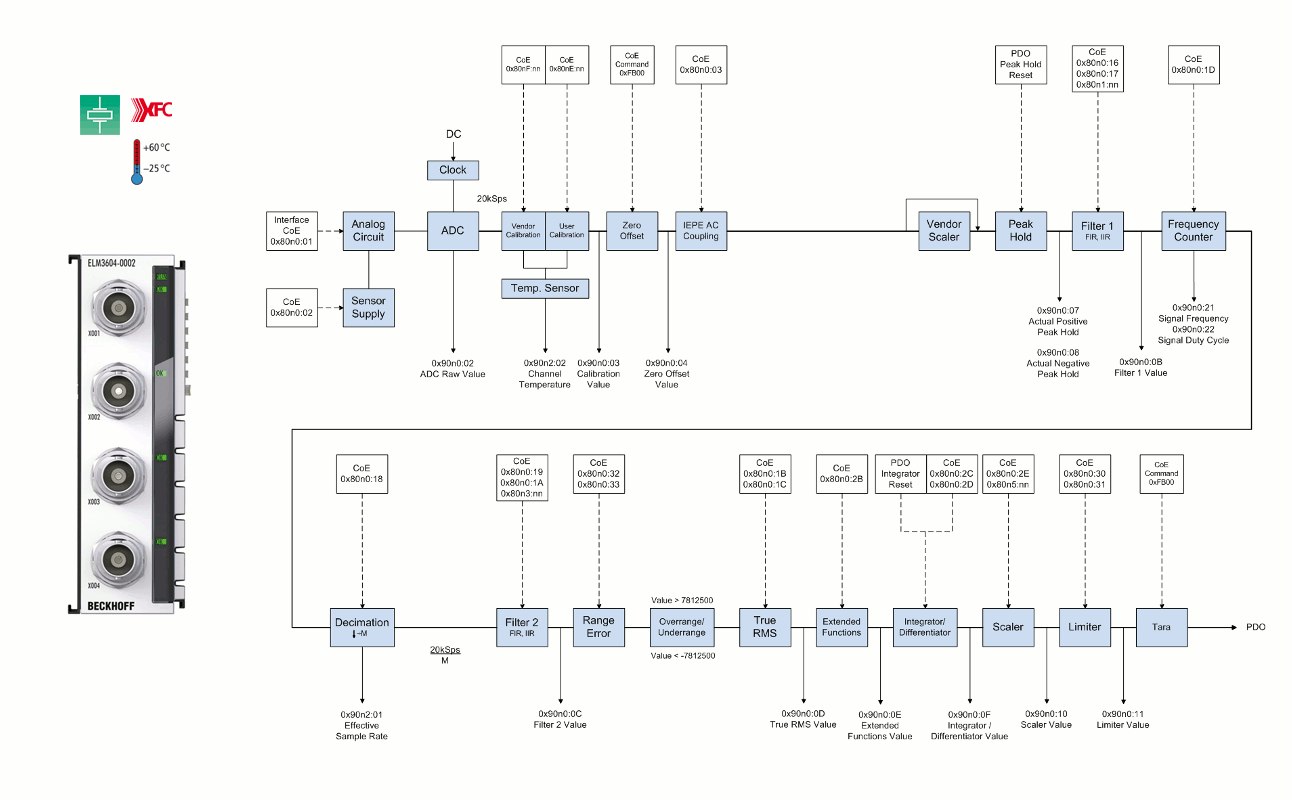 XFC
+60 °C
−25 °C
ELM3604-0002
X001
X002
X003
X004
BECKHOFF
CoE
0x80nF:nn
CoE
0x80nE:nn
CoE
Command
0xFB00
CoE
0x80n0:03
PDO
Peak Hold
Reset
CoE
0x80n0:16
0x80n0:17
0x80n1:nn
CoE
0x80n0:1D
DC
Clock
20kSps
Interface
CoE
0x80n0:01
Analog
Circuit
ADC
Vendor
Calibration
User
Calibration
Zero
Offset
IEPE AC
Coupling
Vendor
Scaler
Peak
Hold
Filter 1
FIR, IIR
Frequency
Counter
CoE
0x80n0:02
Sensor
Supply
Temp. Sensor
0x90n0:02
ADC Raw Value
0x90n2:02
Channel
Temperature
0x90n0:03
Calibration
Value
0x90n0:04
Zero Offset
Value
0x90n0:07
Actual Positive
Peak Hold
0x90n0:08
Actual Negative
Peak Hold
0x90n0:0B
Filter 1 Value
0x90n0:21
Signal Frequency
0x90n0:22
Signal Duty Cycle
CoE
0x80n0:18
CoE
0x80n0:19
0x80n0:1A
0x80n3:nn
CoE
0x80n0:32
0x80n0:33
CoE
0x80n0:1B
0x80n0:1C
CoE
0x80n0:2B
PDO
Integrator
Reset
CoE
0x80n0:2C
0x80n0:2D
CoE
0x80n0:2E
0x80n5:nn
CoE
0x80n0:30
0x80n0:31
CoE
Command
0xFB00
Decimation
↓–M
20kSps
M
Filter 2
FIR, IIR
Range
Error
Value > 7812500
Overrange/
Underrange
Value < -7812500
True
RMS
Extended
Functions
Integrator/
Differentiator
Scaler
Limiter
Tara
PDO
0x90n2:01
Effective
Sample Rate
0x90n0:0C
Filter 2 Value
0x90n0:0D
True RMS Value
0x90n0:0E
Extended
Functions Value
0x90n0:0F
Integrator /
Differentiator Value
0x90n0:10
Scaler Value
0x90n0:11
Limiter Value